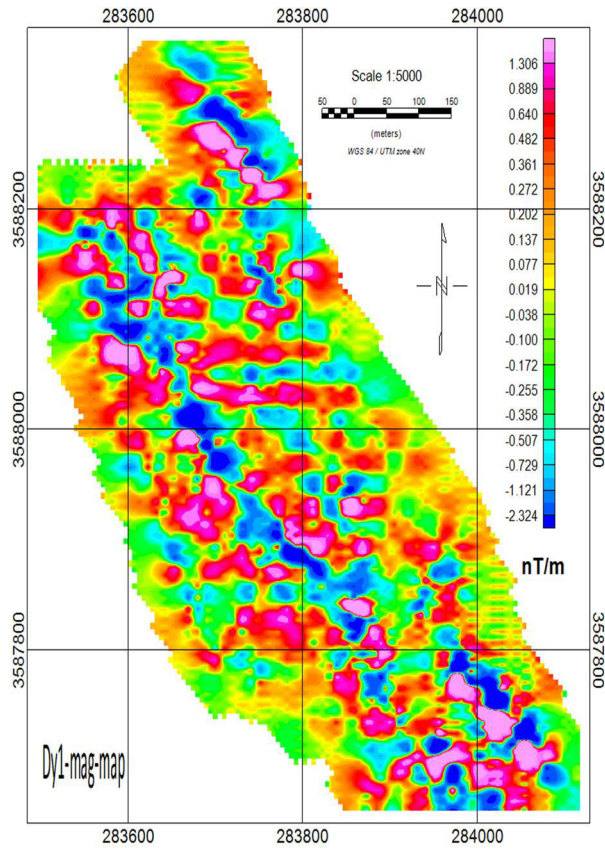 283600 283800 284000
Scale 1:5000
50 0 50 100 150
(meters)
WGS 84 / UTM zone 40N
1.306
0.889
0.640
0.482
0.361
0.272
0.202
0.137
0.077
0.019
-0.038
-0.100
-0.172
-0.255
-0.358
-0.507
-0.729
-1.121
-2.324
nT/m
3588200
3588200
N
3588000
3588000
3587800
3587800
Dy1-mag-map
283600 283800 284000